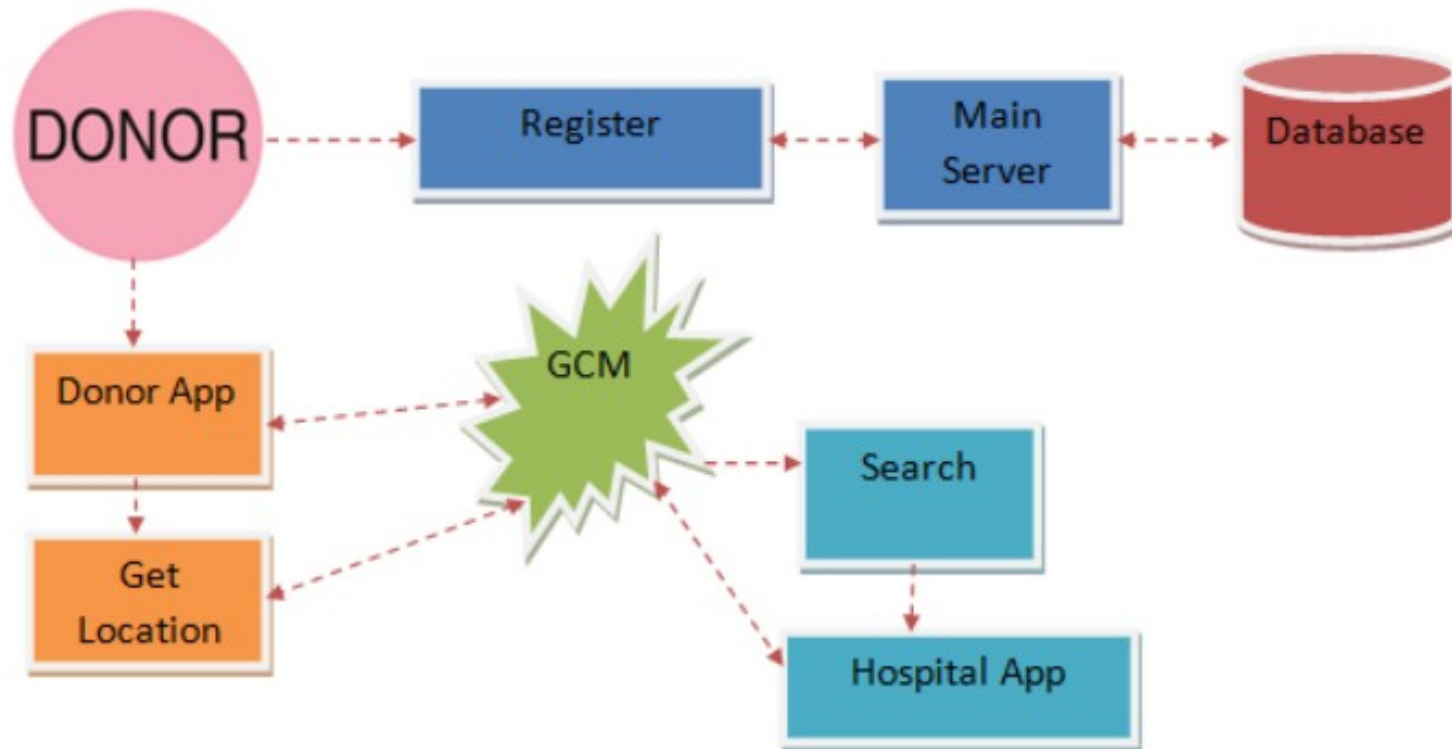 DONOR
Register
Main
Server
Database
GCM
Donor App
Search
Get
Location
Hospital App